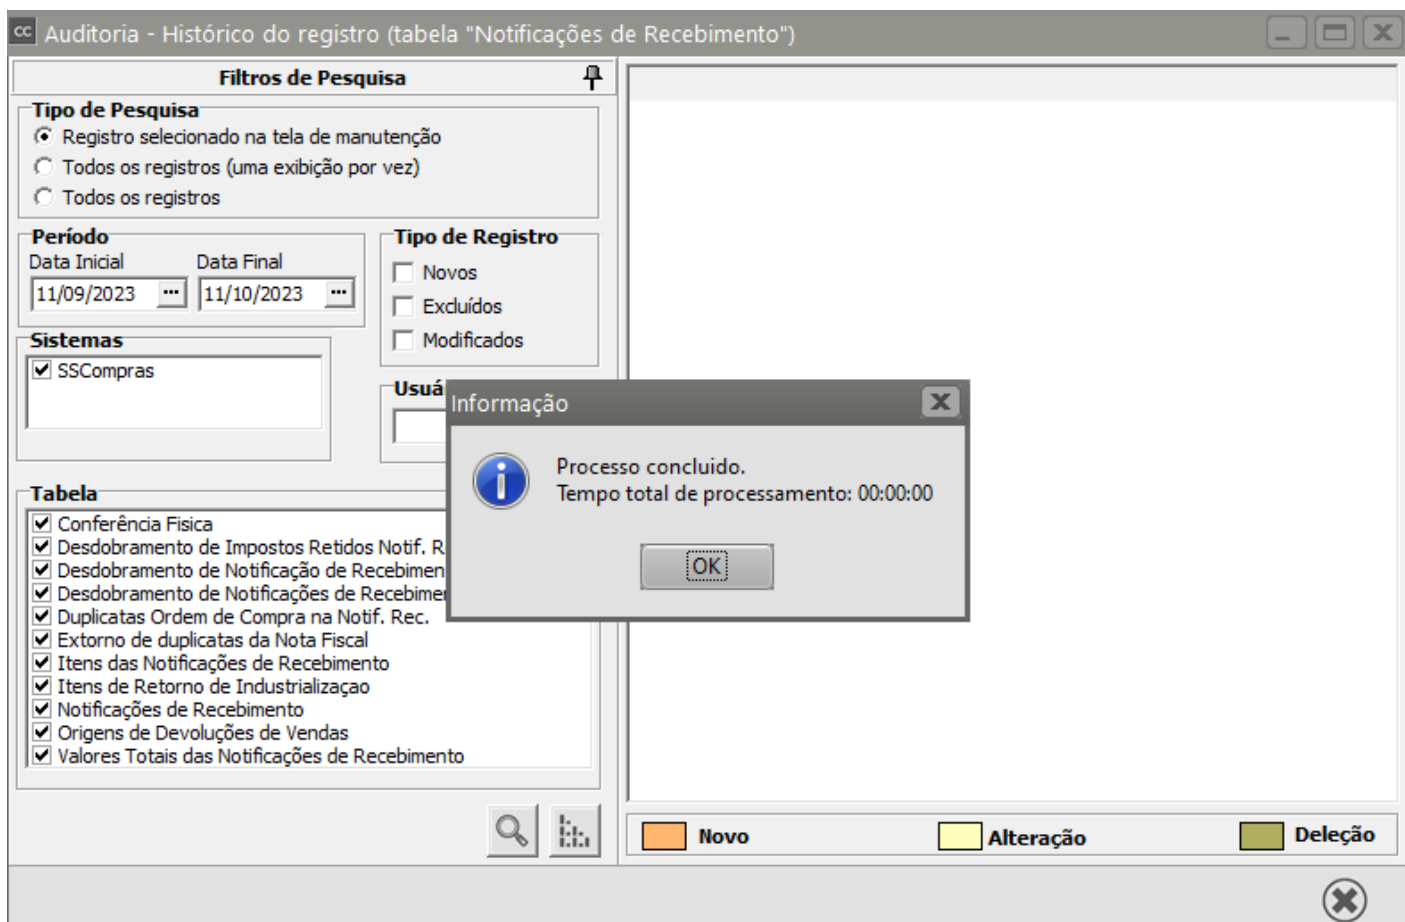 CC Auditoria - Histórico do registro (tabela "Notificações de Recebimento")
Filtros de Pesquisa
Tipo de Pesquisa
Registro selecionado na tela de manutenção
Todos os registros (uma exibição por vez)
Todos os registros
Período
Data Inicial Data Final
11/09/2023 ... 11/10/2023 ...
Tipo de Registro
Novos
Excluídos
Modificados
Sistemas
SSCompras
Usuá
Informação
Processo concluido.
Tempo total de processamento: 00:00:00
OK
Tabela
Conferência Fisica
Desdobramento de Impostos Retidos Notif. R
Desdobramento de Notificação de Recebimen
Desdobramento de Notificações de Recebimen
Duplicatas Ordem de Compra na Notif. Rec.
Extorno de duplicatas da Nota Fiscal
Itens das Notificações de Recebimento
Itens de Retorno de Industrializaçao
Notificações de Recebimento
Origens de Devoluções de Vendas
Valores Totais das Notificações de Recebimento
Novo Alteração Deleção